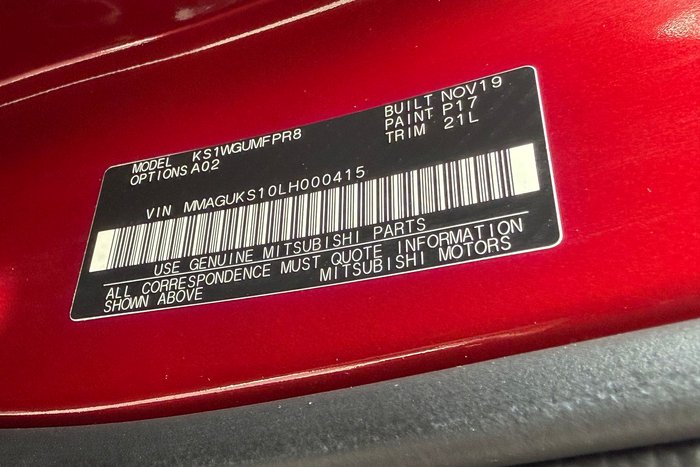 MODEL KS1WGUMFPR8 BUILT NOV19
OPTIONS A02 PAINT P17
TRIM 21L
VIN MMAGUKS10LH000415
USE GENUINE MITSUBISHI PARTS
ALL CORRESPONDENCE MUST QUOTE INFORMATION
SHOWN ABOVE MITSUBISHI MOTORS